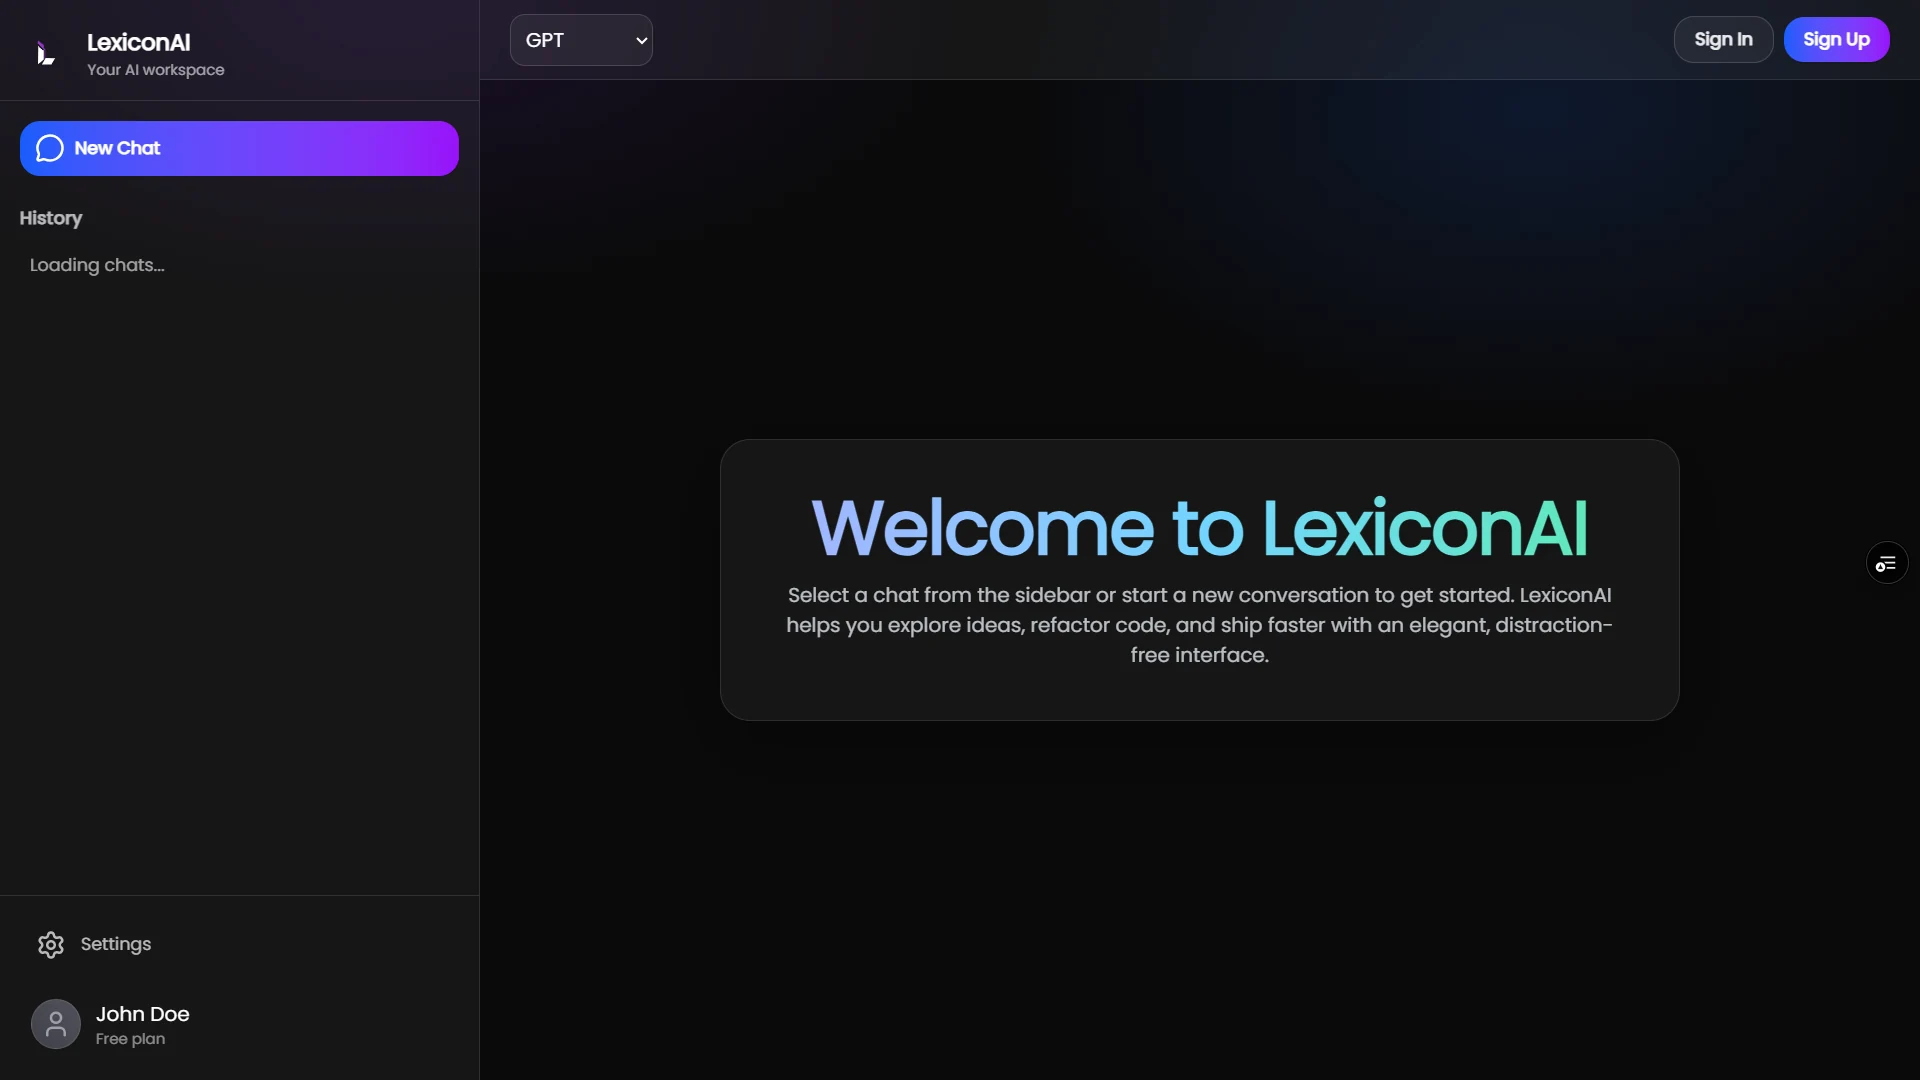 LexiconAI
Your AI workspace
New Chat
History
Loading chats...
Settings
John Doe
Free plan
GPT
Sign In
Sign Up
Welcome to LexiconAI
Select a chat from the sidebar or start a new conversation to get started. LexiconAI
helps you explore ideas, refactor code, and ship faster with an elegant, distraction-
free interface.